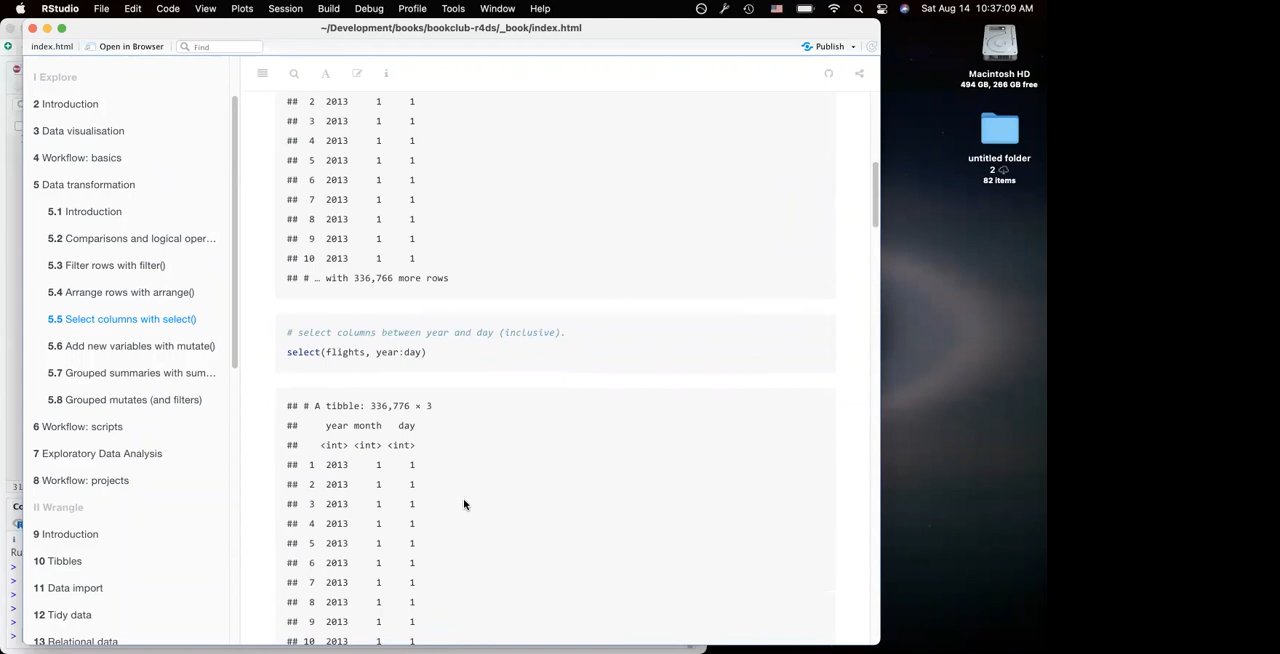 RStudio File Edit Code View Plots Session Build Debug Profile Tools Window Help Sat Aug 14 10:37:09 AM
~/Development/books/bookclub-r4ds/_book/index.html
index.html Open in Browser Find Publish
I Explore
2 Introduction
3 Data visualisation
4 Workflow: basics
5 Data transformation
5.1 Introduction
5.2 Comparisons and logical oper…
5.3 Filter rows with filter()
5.4 Arrange rows with arrange()
5.5 Select columns with select()
5.6 Add new variables with mutate()
5.7 Grouped summaries with sum…
5.8 Grouped mutates (and filters)
6 Workflow: scripts
7 Exploratory Data Analysis
8 Workflow: projects
II Wrangle
9 Introduction
10 Tibbles
11 Data import
12 Tidy data
13 Relational data
## 2 2013 1 1
## 3 2013 1 1
## 4 2013 1 1
## 5 2013 1 1
## 6 2013 1 1
## 7 2013 1 1
## 8 2013 1 1
## 9 2013 1 1
## 10 2013 1 1
## # … with 336,766 more rows
# select columns between year and day (inclusive).
select(flights, year:day)
## # A tibble: 336,776 × 3
## year month day
## <int> <int> <int>
## 1 2013 1 1
## 2 2013 1 1
## 3 2013 1 1
## 4 2013 1 1
## 5 2013 1 1
## 6 2013 1 1
## 7 2013 1 1
## 8 2013 1 1
## 9 2013 1 1
## 10 2013 1 1
Macintosh HD
494 GB, 266 GB free
untitled folder
2
82 items
31
Co
Ru
>
>
>
>
>
>